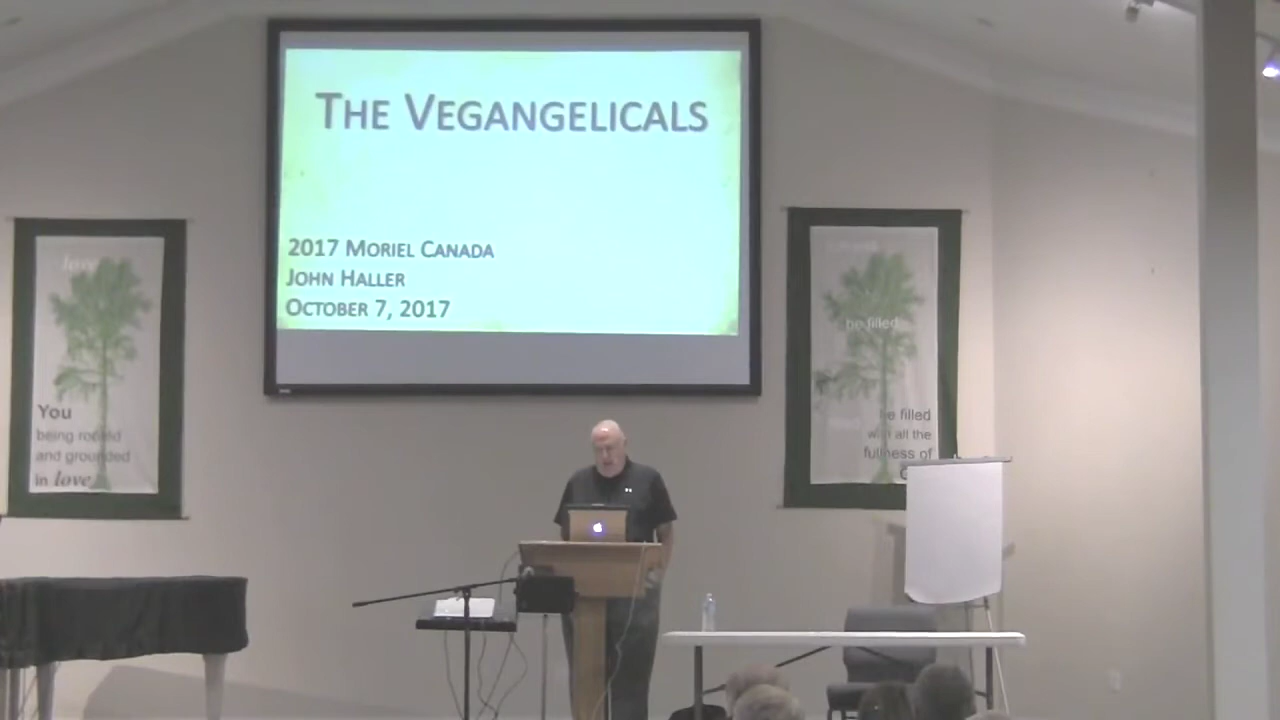 THE VEGANGELICALS
2017 MORIEL CANADA
JOHN HALLER
OCTOBER 7, 2017
love
You
being rooted
and grounded
in love
be filled
be filled
with all the
fullness of